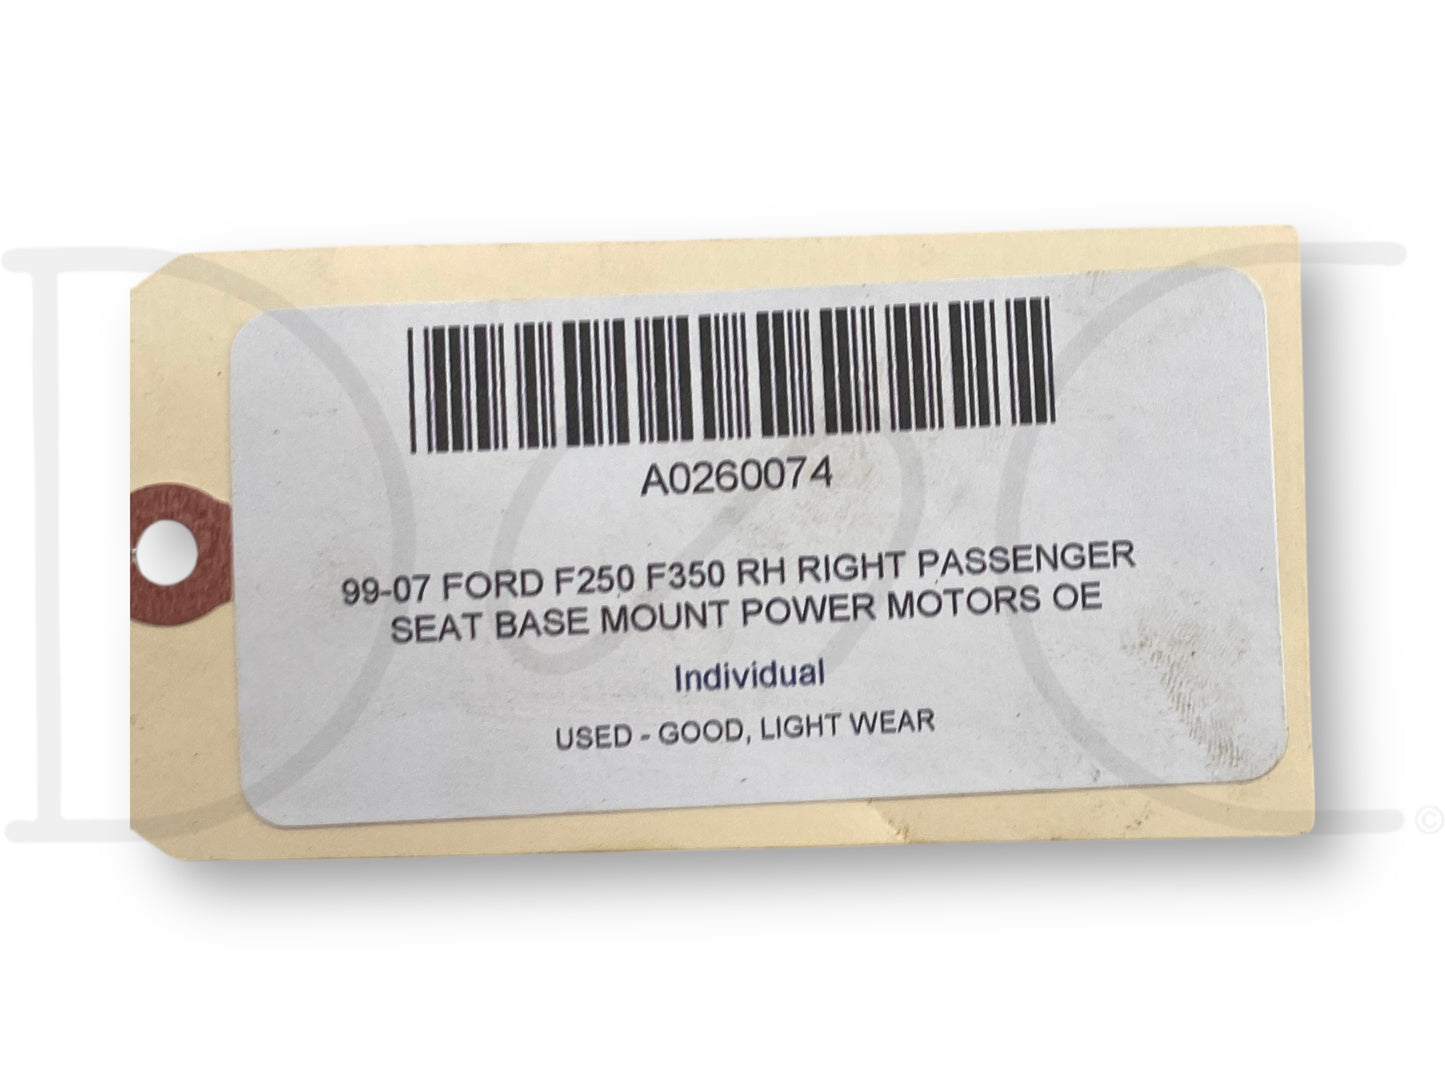 A0260074
99-07 FORD F250 F350 RH RIGHT PASSENGER
SEAT BASE MOUNT POWER MOTORS OE
Individual
USED - GOOD, LIGHT WEAR
©